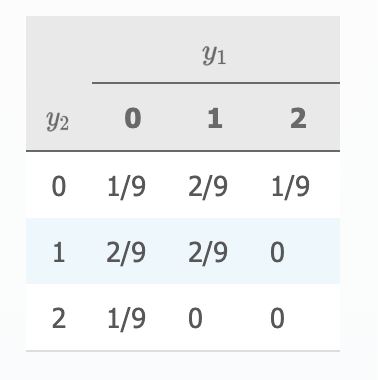 y₁
y₂ 0 1 2
0 1/9 2/9 1/9
1 2/9 2/9 0
2 1/9 0 0